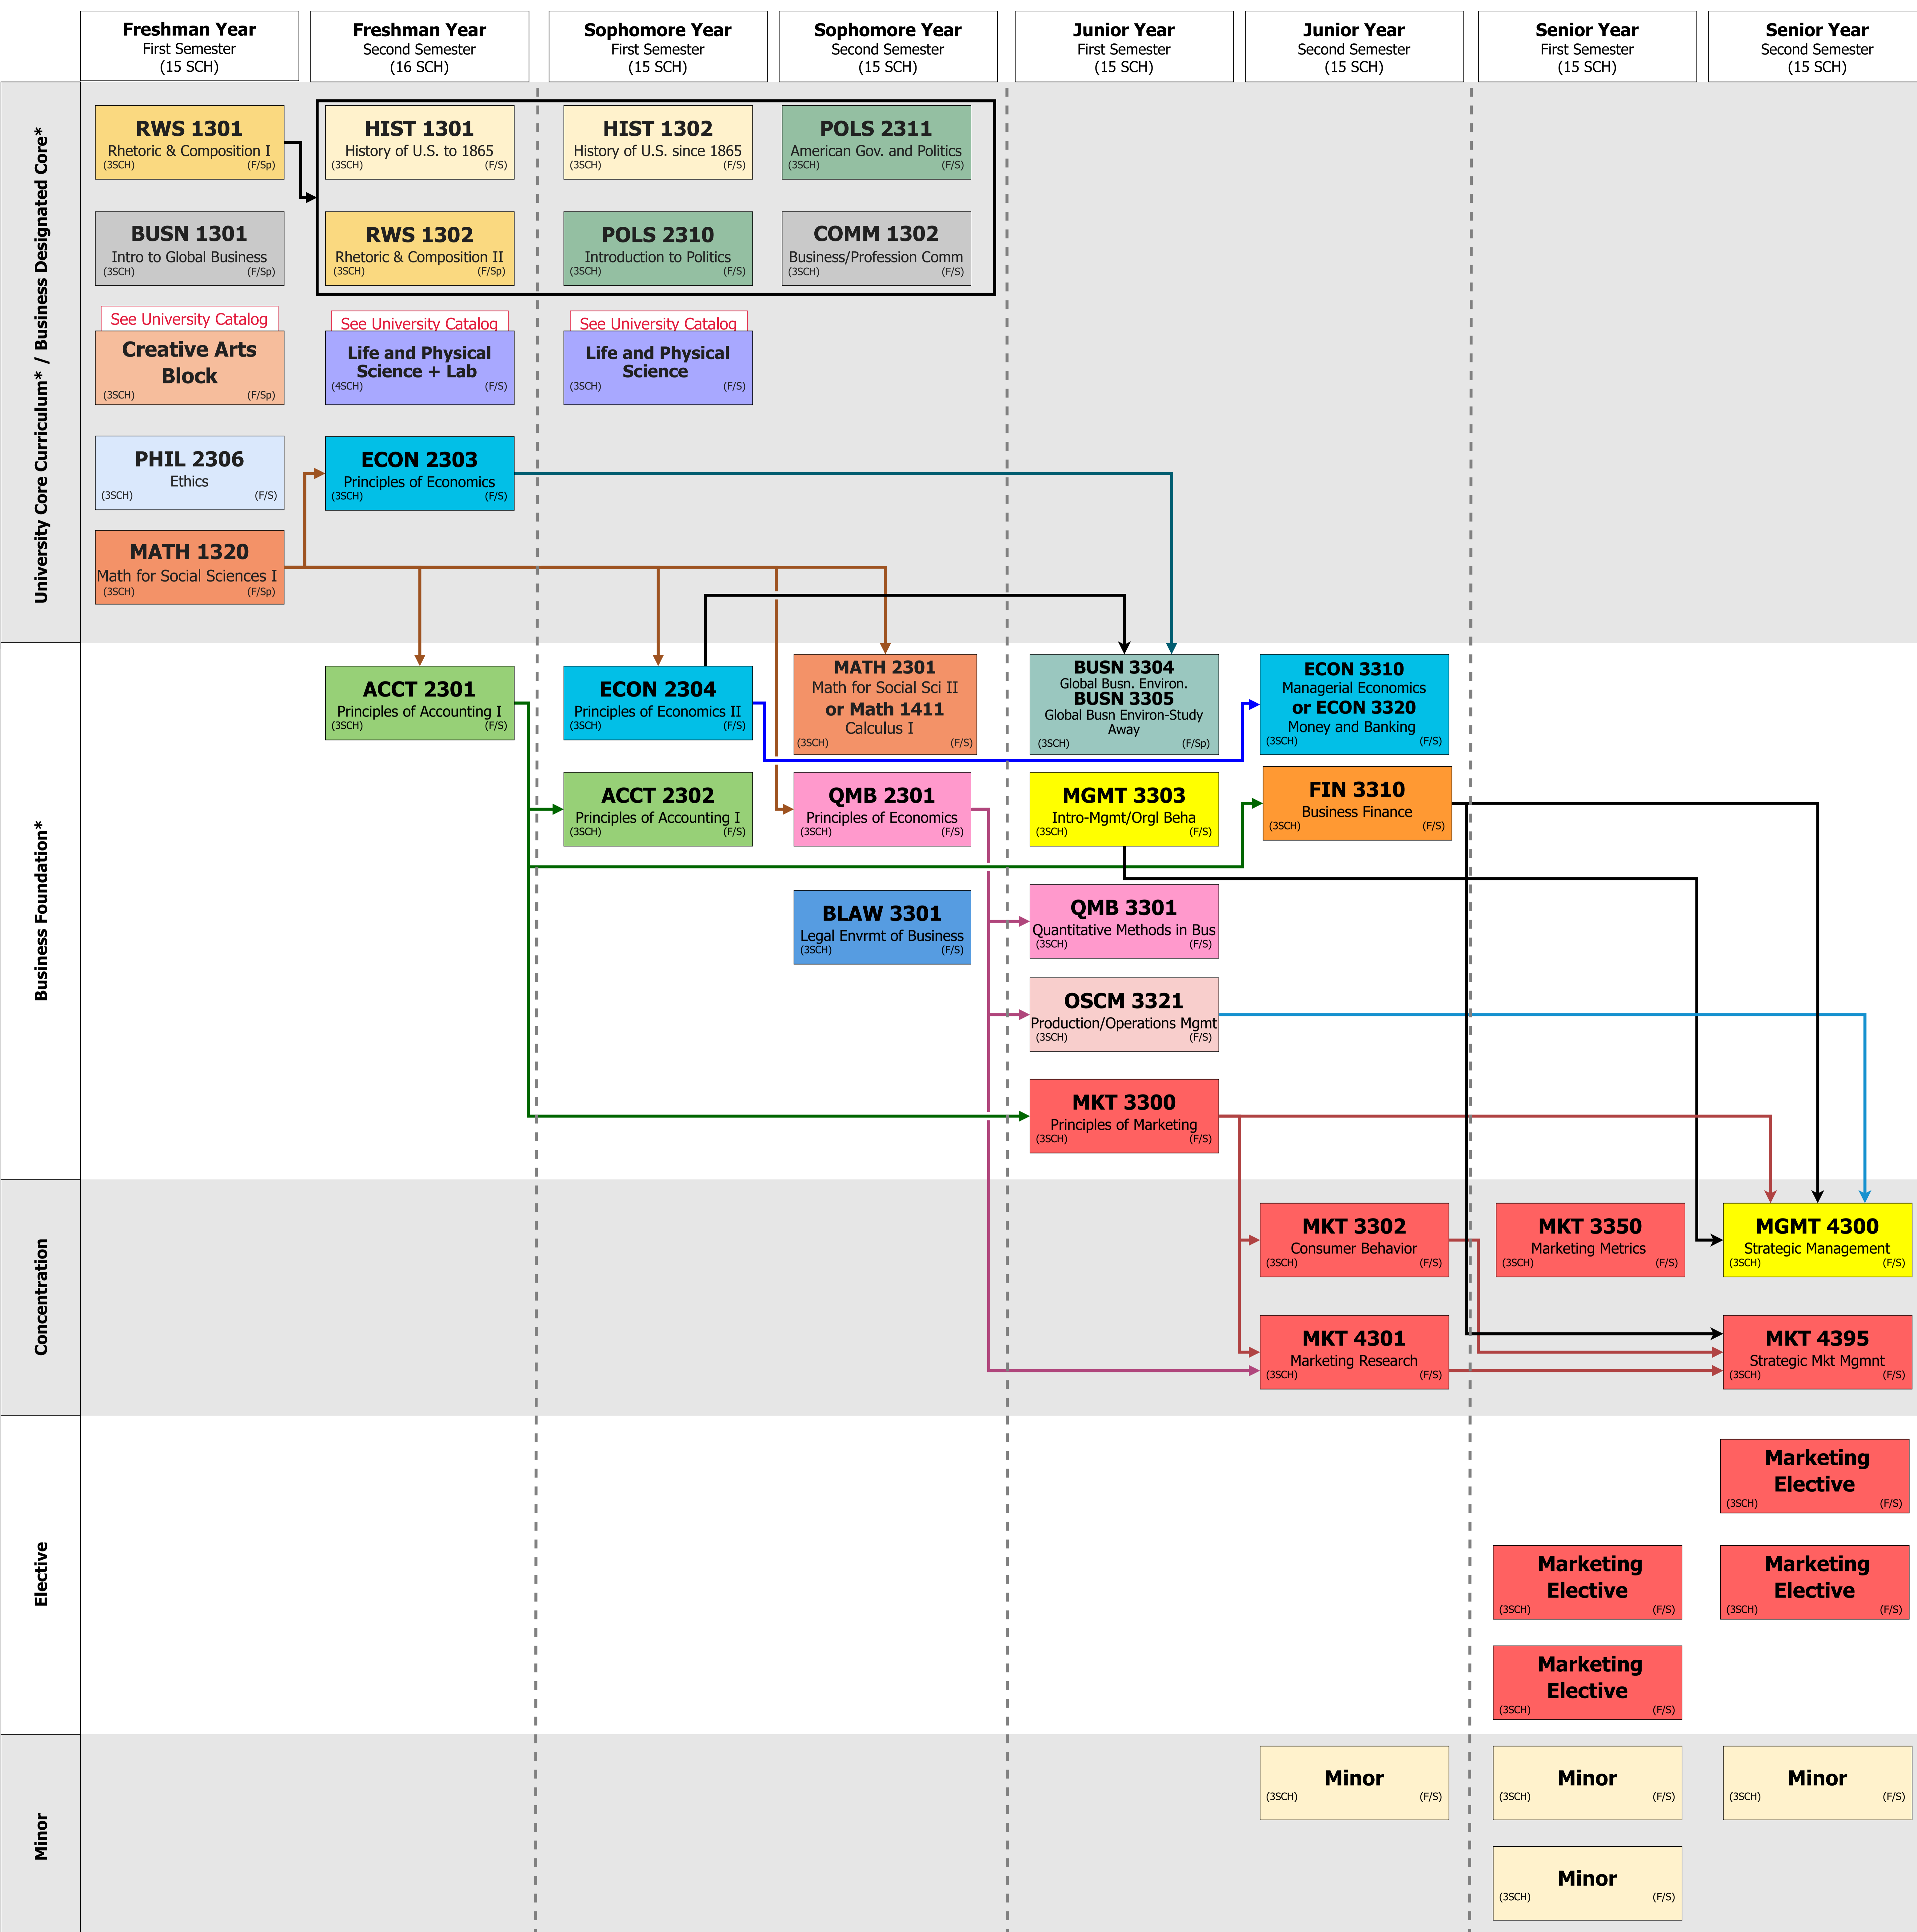 Freshman Year
First Semester
(15 SCH)
Freshman Year
Second Semester
(16 SCH)
Sophomore Year
First Semester
(15 SCH)
Sophomore Year
Second Semester
(15 SCH)
Junior Year
First Semester
(15 SCH)
Junior Year
Second Semester
(15 SCH)
Senior Year
First Semester
(15 SCH)
Senior Year
Second Semester
(15 SCH)
University Core Curriculum* / Business Designated Core*
RWS 1301
Rhetoric & Composition I
(3SCH) (F/Sp)
HIST 1301
History of U.S. to 1865
(3SCH) (F/S)
HIST 1302
History of U.S. since 1865
(3SCH) (F/S)
POLS 2311
American Gov. and Politics
(3SCH) (F/S)
BUSN 1301
Intro to Global Business
(3SCH) (F/Sp)
RWS 1302
Rhetoric & Composition II
(3SCH) (F/Sp)
POLS 2310
Introduction to Politics
(3SCH) (F/S)
COMM 1302
Business/Profession Comm
(3SCH) (F/S)
See University Catalog
Creative Arts
Block
(3SCH) (F/Sp)
See University Catalog
Life and Physical
Science + Lab
(4SCH) (F/S)
See University Catalog
Life and Physical
Science
(3SCH) (F/S)
PHIL 2306
Ethics
(3SCH) (F/S)
ECON 2303
Principles of Economics
(3SCH) (F/S)
MATH 1320
Math for Social Sciences I
(3SCH) (F/Sp)
Business Foundation*
ACCT 2301
Principles of Accounting I
(3SCH) (F/S)
ECON 2304
Principles of Economics II
(3SCH) (F/S)
MATH 2301
Math for Social Sci II
or Math 1411
Calculus I
(3SCH) (F/S)
BUSN 3304
Global Busn. Environ.
BUSN 3305
Global Busn Environ-Study
Away
(3SCH) (F/Sp)
ECON 3310
Managerial Economics
or ECON 3320
Money and Banking
(3SCH) (F/S)
ACCT 2302
Principles of Accounting I
(3SCH) (F/S)
QMB 2301
Principles of Economics
(3SCH) (F/S)
MGMT 3303
Intro-Mgmt/Orgl Beha
(3SCH) (F/S)
FIN 3310
Business Finance
(3SCH) (F/S)
BLAW 3301
Legal Envrmt of Business
(3SCH) (F/S)
QMB 3301
Quantitative Methods in Bus
(3SCH) (F/S)
OSCM 3321
Production/Operations Mgmt
(3SCH) (F/S)
MKT 3300
Principles of Marketing
(3SCH) (F/S)
Concentration
MKT 3302
Consumer Behavior
(3SCH) (F/S)
MKT 3350
Marketing Metrics
(3SCH) (F/S)
MGMT 4300
Strategic Management
(3SCH) (F/S)
MKT 4301
Marketing Research
(3SCH) (F/S)
MKT 4395
Strategic Mkt Mgmnt
(3SCH) (F/S)
Elective
Marketing
Elective
(3SCH) (F/S)
Marketing
Elective
(3SCH) (F/S)
Marketing
Elective
(3SCH) (F/S)
Marketing
Elective
(3SCH) (F/S)
Minor
Minor
(3SCH) (F/S)
Minor
(3SCH) (F/S)
Minor
(3SCH) (F/S)
Minor
(3SCH) (F/S)